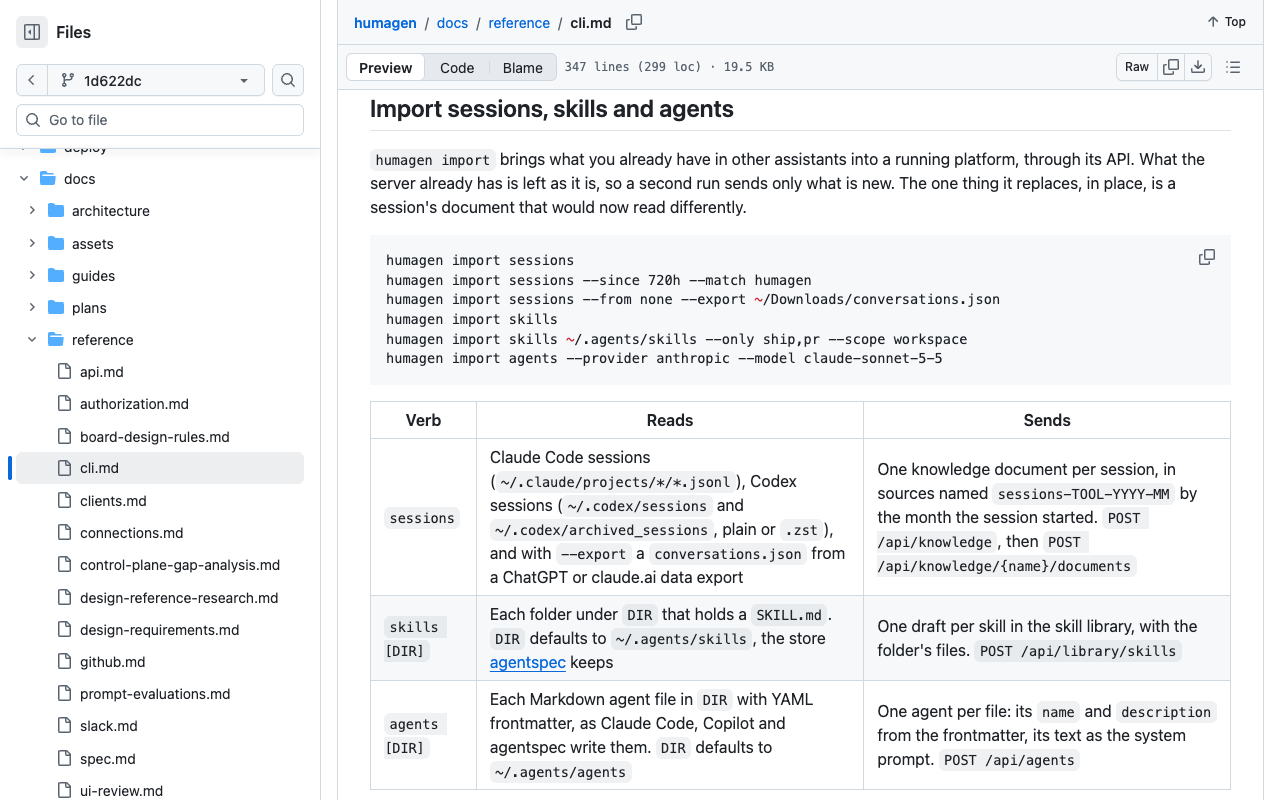 Files
1d622dc
Go to file
deploy
docs
architecture
assets
guides
plans
reference
api.md
authorization.md
board-design-rules.md
cli.md
clients.md
connections.md
control-plane-gap-analysis.md
design-reference-research.md
design-requirements.md
github.md
prompt-evaluations.md
slack.md
spec.md
ui-review.md
humagen / docs / reference / cli.md
Top
Preview Code Blame 347 lines (299 loc) · 19.5 KB
Raw
Import sessions, skills and agents
humagen import brings what you already have in other assistants into a running platform, through its API. What the
server already has is left as it is, so a second run sends only what is new. The one thing it replaces, in place, is a
session's document that would now read differently.
humagen import sessions
humagen import sessions --since 720h --match humagen
humagen import sessions --from none --export ~/Downloads/conversations.json
humagen import skills
humagen import skills ~/.agents/skills --only ship,pr --scope workspace
humagen import agents --provider anthropic --model claude-sonnet-5-5
Verb Reads Sends
sessions
Claude Code sessions
( ~/.claude/projects/*/*.jsonl ), Codex
sessions ( ~/.codex/sessions and
~/.codex/archived_sessions , plain or .zst ),
and with --export a conversations.json from
a ChatGPT or claude.ai data export
One knowledge document per session, in
sources named sessions-TOOL-YYYY-MM by
the month the session started. POST
/api/knowledge , then POST
/api/knowledge/{name}/documents
skills
[DIR]
Each folder under DIR that holds a SKILL.md .
DIR defaults to ~/.agents/skills , the store
agentspec keeps
One draft per skill in the skill library, with the
folder's files. POST /api/library/skills
agents
[DIR]
Each Markdown agent file in DIR with YAML
frontmatter, as Claude Code, Copilot and
agentspec write them. DIR defaults to
~/.agents/agents
One agent per file: its name and description
from the frontmatter, its text as the system
prompt. POST /api/agents